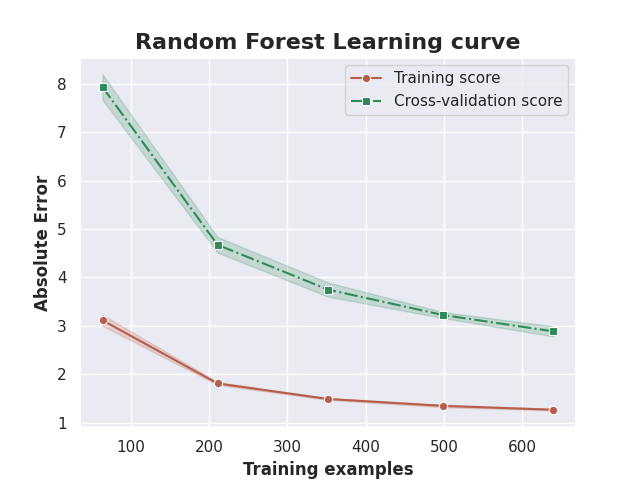 Random Forest Learning curve
Training score
Cross-validation score
8
7
6
5
4
3
2
1
Absolute Error
100 200 300 400 500 600
Training examples